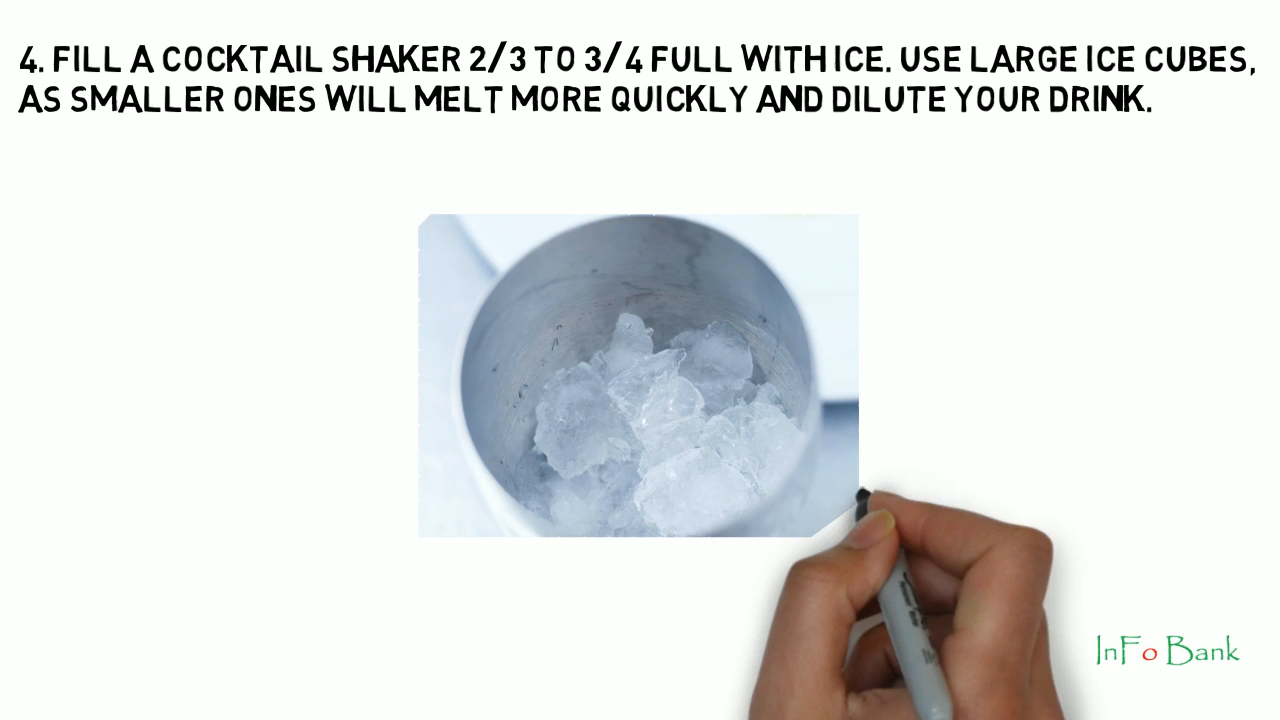 4. FILL A COCKTAIL SHAKER 2/3 TO 3/4 FULL WITH ICE. USE LARGE ICE CUBES,
AS SMALLER ONES WILL MELT MORE QUICKLY AND DILUTE YOUR DRINK.
InFo Bank